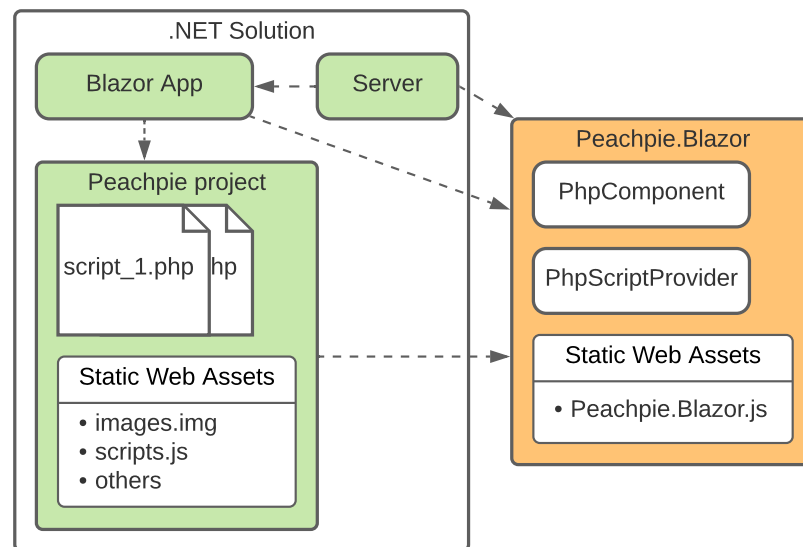 .NET Solution
Blazor App
Server
Peachpie project
script_1.php
hp
Static Web Assets
• images.img
• scripts.js
• others
Peachpie.Blazor
PhpComponent
PhpScriptProvider
Static Web Assets
• Peachpie.Blazor.js